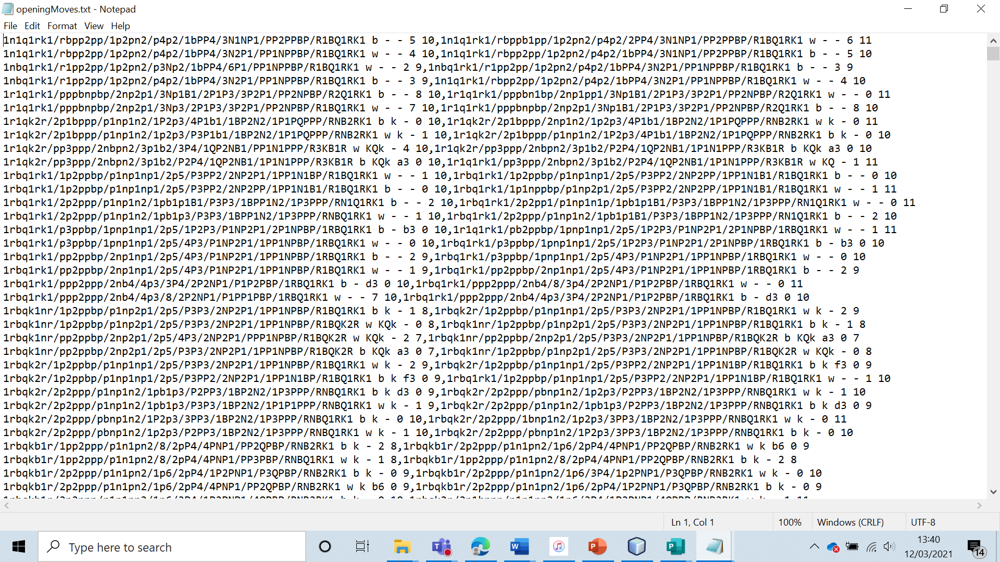 openingMoves.txt - Notepad
File Edit Format View Help
1n1q1rk1/rbpp2pp/1p2pn2/p4p2/1bPP4/3N1NP1/PP2PPBP/R1BQ1RK1 b - - 5 10,1n1q1rk1/rbppb1pp/1p2pn2/p4p2/2PP4/3N1NP1/PP2PPBP/R1BQ1RK1 w - - 6 11
1n1q1rk1/rbpp2pp/1p2pn2/p4p2/1bPP4/3N2P1/PP1NPPBP/R1BQ1RK1 w - - 4 10,1n1q1rk1/rbpp2pp/1p2pn2/p4p2/1bPP4/3N1NP1/PP2PPBP/R1BQ1RK1 b - - 5 10
1nbq1rk1/r1pp2pp/1p2pn2/p3Np2/1bPP4/6P1/PP1NPPBP/R1BQ1RK1 w - - 2 9,1nbq1rk1/r1pp2pp/1p2pn2/p4p2/1bPP4/3N2P1/PP1NPPBP/R1BQ1RK1 b - - 3 9
1nbq1rk1/r1pp2pp/1p2pn2/p4p2/1bPP4/3N2P1/PP1NPPBP/R1BQ1RK1 b - - 3 9,1n1q1rk1/rbpp2pp/1p2pn2/p4p2/1bPP4/3N2P1/PP1NPPBP/R1BQ1RK1 w - - 4 10
1r1q1rk1/pppbnpbp/2np2p1/3Np1B1/2P1P3/3P2P1/PP2NPBP/R2Q1RK1 b - - 8 10,1r1q1rk1/pppbn1bp/2np1pp1/3Np1B1/2P1P3/3P2P1/PP2NPBP/R2Q1RK1 w - - 0 11
1r1q1rk1/pppbnpbp/2np2p1/3Np3/2P1P3/3P2P1/PP2NPBP/R1BQ1RK1 w - - 7 10,1r1q1rk1/pppbnpbp/2np2p1/3Np1B1/2P1P3/3P2P1/PP2NPBP/R2Q1RK1 b - - 8 10
1r1qk2r/2p1bppp/p1np1n2/1P2p3/4P1b1/1BP2N2/1P1PQPPP/RNB2RK1 b k - 0 10,1r1qk2r/2p1bppp/2np1n2/1p2p3/4P1b1/1BP2N2/1P1PQPPP/RNB2RK1 w k - 0 11
1r1qk2r/2p1bppp/p1np1n2/1p2p3/P3P1b1/1BP2N2/1P1PQPPP/RNB2RK1 w k - 1 10,1r1qk2r/2p1bppp/p1np1n2/1P2p3/4P1b1/1BP2N2/1P1PQPPP/RNB2RK1 b k - 0 10
1r1qk2r/pp3ppp/2nbpn2/3p1b2/3P4/1QP2NB1/PP1N1PPP/R3KB1R w KQk - 4 10,1r1qk2r/pp3ppp/2nbpn2/3p1b2/P2P4/1QP2NB1/1P1N1PPP/R3KB1R b KQk a3 0 10
1r1qk2r/pp3ppp/2nbpn2/3p1b2/P2P4/1QP2NB1/1P1N1PPP/R3KB1R b KQk a3 0 10,1r1q1rk1/pp3ppp/2nbpn2/3p1b2/P2P4/1QP2NB1/1P1N1PPP/R3KB1R w KQ - 1 11
1rbq1rk1/1p2ppbp/p1np1np1/2p5/P3PP2/2NP2P1/1PP1N1BP/R1BQ1RK1 w - - 1 10,1rbq1rk1/1p2ppbp/p1np1np1/2p5/P3PP2/2NP2PP/1PP1N1B1/R1BQ1RK1 b - - 0 10
1rbq1rk1/1p2ppbp/p1np1np1/2p5/P3PP2/2NP2PP/1PP1N1B1/R1BQ1RK1 b - - 0 10,1rbq1rk1/1p1nppbp/p1np2p1/2p5/P3PP2/2NP2PP/1PP1N1B1/R1BQ1RK1 w - - 1 11
1rbq1rk1/2p2ppp/p1np1n2/1pb1p1B1/P3P3/1BPP1N2/1P3PPP/RN1Q1RK1 b - - 2 10,1rbq1rk1/2p2pp1/p1np1n1p/1pb1p1B1/P3P3/1BPP1N2/1P3PPP/RN1Q1RK1 w - - 0 11
1rbq1rk1/2p2ppp/p1np1n2/1pb1p3/P3P3/1BPP1N2/1P3PPP/RNBQ1RK1 w - - 1 10,1rbq1rk1/2p2ppp/p1np1n2/1pb1p1B1/P3P3/1BPP1N2/1P3PPP/RN1Q1RK1 b - - 2 10
1rbq1rk1/p3ppbp/1pnp1np1/2p5/1P2P3/P1NP2P1/2P1NPBP/1RBQ1RK1 b - b3 0 10,1r1q1rk1/pb2ppbp/1pnp1np1/2p5/1P2P3/P1NP2P1/2P1NPBP/1RBQ1RK1 w - - 1 11
1rbq1rk1/p3ppbp/1pnp1np1/2p5/4P3/P1NP2P1/1PP1NPBP/1RBQ1RK1 w - - 0 10,1rbq1rk1/p3ppbp/1pnp1np1/2p5/1P2P3/P1NP2P1/2P1NPBP/1RBQ1RK1 b - b3 0 10
1rbq1rk1/pp2ppbp/2np1np1/2p5/4P3/P1NP2P1/1PP1NPBP/1RBQ1RK1 b - - 2 9,1rbq1rk1/p3ppbp/1pnp1np1/2p5/4P3/P1NP2P1/1PP1NPBP/1RBQ1RK1 w - - 0 10
1rbq1rk1/pp2ppbp/2np1np1/2p5/4P3/P1NP2P1/1PP1NPBP/R1BQ1RK1 w - - 1 9,1rbq1rk1/pp2ppbp/2np1np1/2p5/4P3/P1NP2P1/1PP1NPBP/1RBQ1RK1 b - - 2 9
1rbq1rk1/ppp2ppp/2nb4/4p3/3P4/2P2NP1/P1P2PBP/1RBQ1RK1 b - d3 0 10,1rbq1rk1/ppp2ppp/2nb4/8/3p4/2P2NP1/P1P2PBP/1RBQ1RK1 w - - 0 11
1rbq1rk1/ppp2ppp/2nb4/4p3/8/2P2NP1/P1PP1PBP/1RBQ1RK1 w - - 7 10,1rbq1rk1/ppp2ppp/2nb4/4p3/3P4/2P2NP1/P1P2PBP/1RBQ1RK1 b - d3 0 10
1rbqk1nr/1p2ppbp/p1np2p1/2p5/P3P3/2NP2P1/1PP1NPBP/R1BQ1RK1 b k - 1 8,1rbqk2r/1p2ppbp/p1np1np1/2p5/P3P3/2NP2P1/1PP1NPBP/R1BQ1RK1 w k - 2 9
1rbqk1nr/1p2ppbp/p1np2p1/2p5/P3P3/2NP2P1/1PP1NPBP/R1BQK2R w KQk - 0 8,1rbqk1nr/1p2ppbp/p1np2p1/2p5/P3P3/2NP2P1/1PP1NPBP/R1BQ1RK1 b k - 1 8
1rbqk1nr/pp2ppbp/2np2p1/2p5/4P3/2NP2P1/PPP1NPBP/R1BQK2R w KQk - 2 7,1rbqk1nr/pp2ppbp/2np2p1/2p5/P3P3/2NP2P1/1PP1NPBP/R1BQK2R b KQk a3 0 7
1rbqk1nr/pp2ppbp/2np2p1/2p5/P3P3/2NP2P1/1PP1NPBP/R1BQK2R b KQk a3 0 7,1rbqk1nr/1p2ppbp/p1np2p1/2p5/P3P3/2NP2P1/1PP1NPBP/R1BQK2R w KQk - 0 8
1rbqk2r/1p2ppbp/p1np1np1/2p5/P3P3/2NP2P1/1PP1NPBP/R1BQ1RK1 w k - 2 9,1rbqk2r/1p2ppbp/p1np1np1/2p5/P3PP2/2NP2P1/1PP1N1BP/R1BQ1RK1 b k f3 0 9
1rbqk2r/1p2ppbp/p1np1np1/2p5/P3PP2/2NP2P1/1PP1N1BP/R1BQ1RK1 b k f3 0 9,1rbq1rk1/1p2ppbp/p1np1np1/2p5/P3PP2/2NP2P1/1PP1N1BP/R1BQ1RK1 w - - 1 10
1rbqk2r/2p2ppp/p1np1n2/1pb1p3/P2PP3/1BP2N2/1P3PPP/RNBQ1RK1 b k d3 0 9,1rbqk2r/2p2ppp/pbnp1n2/1p2p3/P2PP3/1BP2N2/1P3PPP/RNBQ1RK1 w k - 1 10
1rbqk2r/2p2ppp/p1np1n2/1pb1p3/P3P3/1BP2N2/1P1P1PPP/RNBQ1RK1 w k - 1 9,1rbqk2r/2p2ppp/p1np1n2/1pb1p3/P2PP3/1BP2N2/1P3PPP/RNBQ1RK1 b k d3 0 9
1rbqk2r/2p2ppp/pbnp1n2/1P2p3/3PP3/1BP2N2/1P3PPP/RNBQ1RK1 b k - 0 10,1rbqk2r/2p2ppp/1bnp1n2/1p2p3/3PP3/1BP2N2/1P3PPP/RNBQ1RK1 w k - 0 11
1rbqk2r/2p2ppp/pbnp1n2/1p2p3/P2PP3/1BP2N2/1P3PPP/RNBQ1RK1 w k - 1 10,1rbqk2r/2p2ppp/pbnp1n2/1P2p3/3PP3/1BP2N2/1P3PPP/RNBQ1RK1 b k - 0 10
1rbqkb1r/1pp2ppp/p1n1pn2/8/2pP4/4PNP1/PP2QPBP/RNB2RK1 b k - 2 8,1rbqkb1r/2p2ppp/p1n1pn2/1p6/2pP4/4PNP1/PP2QPBP/RNB2RK1 w k b6 0 9
1rbqkb1r/1pp2ppp/p1n1pn2/8/2pP4/4PNP1/PP3PBP/RNBQ1RK1 w k - 1 8,1rbqkb1r/1pp2ppp/p1n1pn2/8/2pP4/4PNP1/PP2QPBP/RNB2RK1 b k - 2 8
1rbqkb1r/2p2ppp/p1n1pn2/1p6/2pP4/1P2PNP1/P3QPBP/RNB2RK1 b k - 0 9,1rbqkb1r/2p2ppp/p1n1pn2/1p6/3P4/1p2PNP1/P3QPBP/RNB2RK1 w k - 0 10
1rbqkb1r/2p2ppp/p1n1pn2/1p6/2pP4/4PNP1/PP2QPBP/RNB2RK1 w k b6 0 9,1rbqkb1r/2p2ppp/p1n1pn2/1p6/2pP4/1P2PNP1/P3QPBP/RNB2RK1 b k - 0 9
Ln 1, Col 1 100% Windows (CRLF) UTF-8
Type here to search
13:40
12/03/2021
14